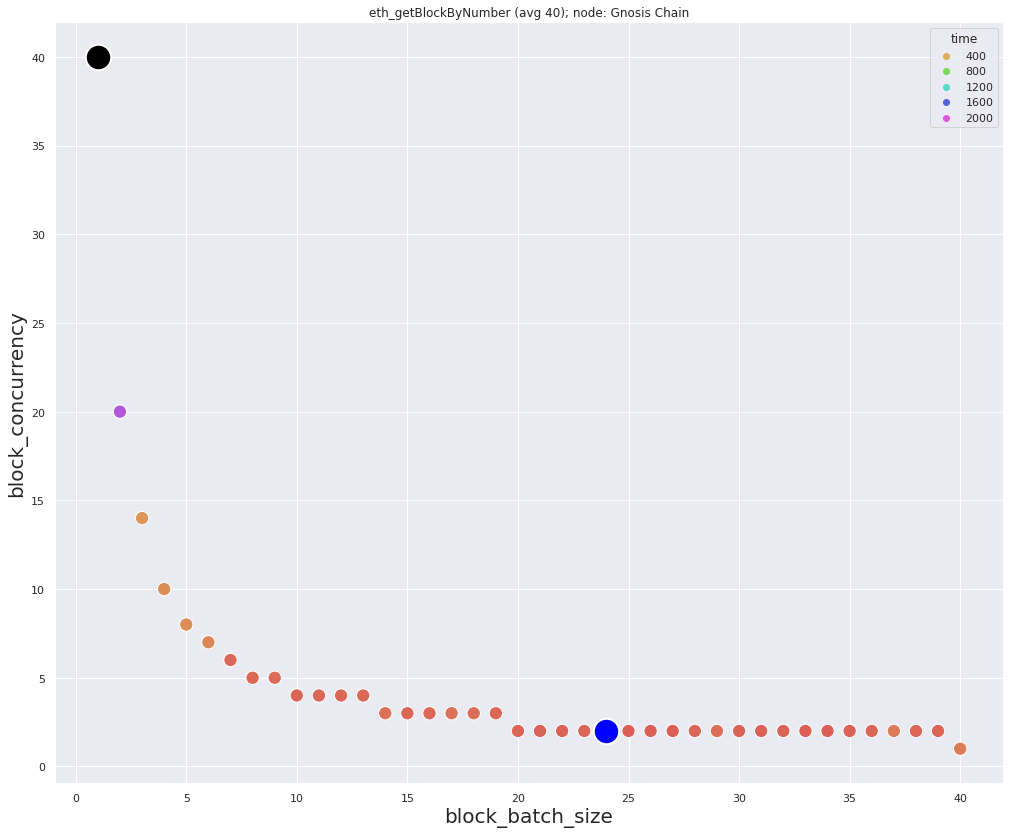 eth_getBlockByNumber (avg 40); node: Gnosis Chain
time
400
800
1200
1600
2000
block_concurrency
40
35
30
25
20
15
10
5
0
0 5 10 15 20 25 30 35 40
block_batch_size